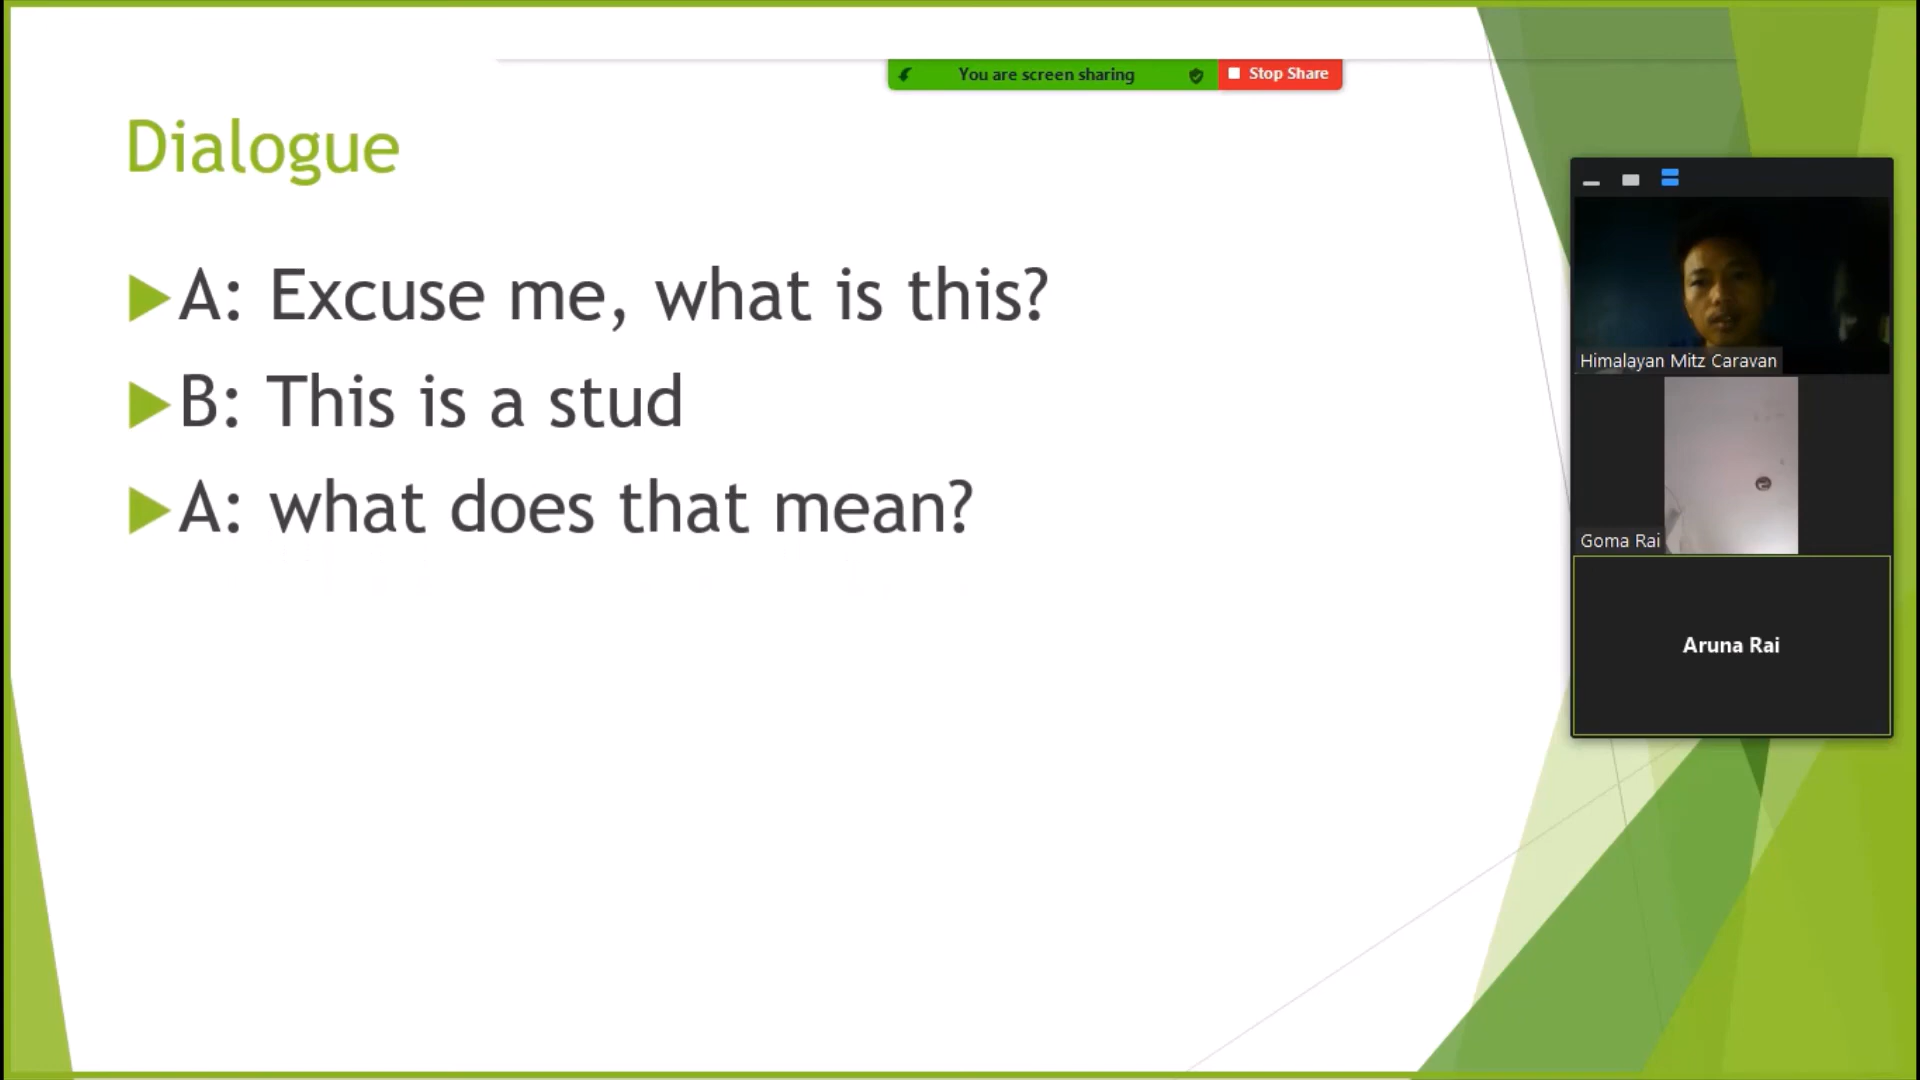 You are screen sharing
Stop Share
Dialogue
A: Excuse me, what is this?
B: This is a stud
A: what does that mean?
Himalayan Mitz Caravan
Goma Rai
Aruna Rai